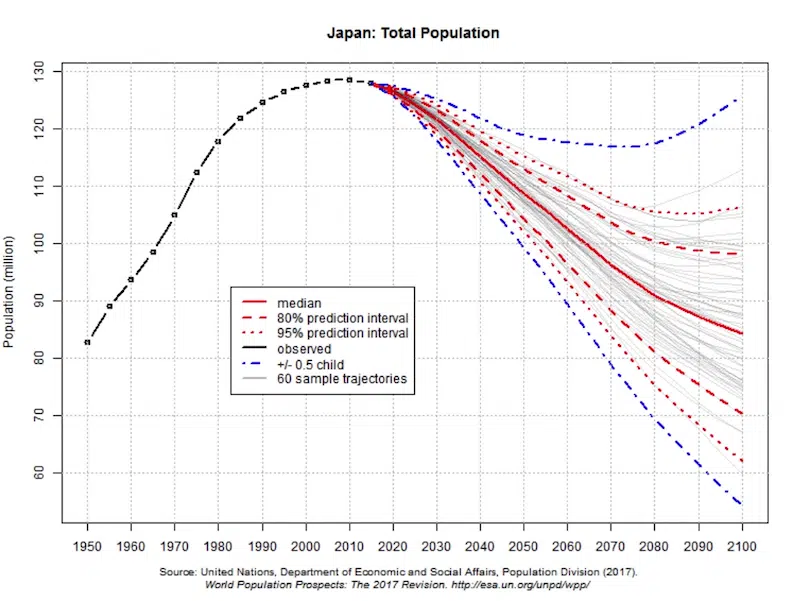 Japan: Total Population
Population (million)
130
120
110
100
90
80
70
60
median
80% prediction interval
95% prediction interval
observed
+/- 0.5 child
60 sample trajectories
1950 1960 1970 1980 1990 2000 2010 2020 2030 2040 2050 2060 2070 2080 2090 2100
Source: United Nations, Department of Economic and Social Affairs, Population Division (2017).
World Population Prospects: The 2017 Revision. http://esa.un.org/unpd/wpp/